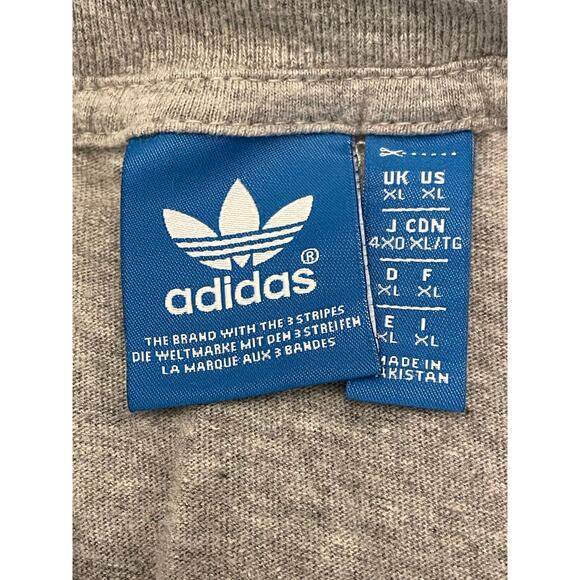 adidas®
THE BRAND WITH THE 3 STRIPES
DIE WELTMARKE MIT DEN 3 STREIFEN
LA MARQUE AUX 3 BANDES
UK US
XL XL
J CDN
4XO XL/TG
D F
XL XL
E I
XL XL
MADE IN
AKISTAN